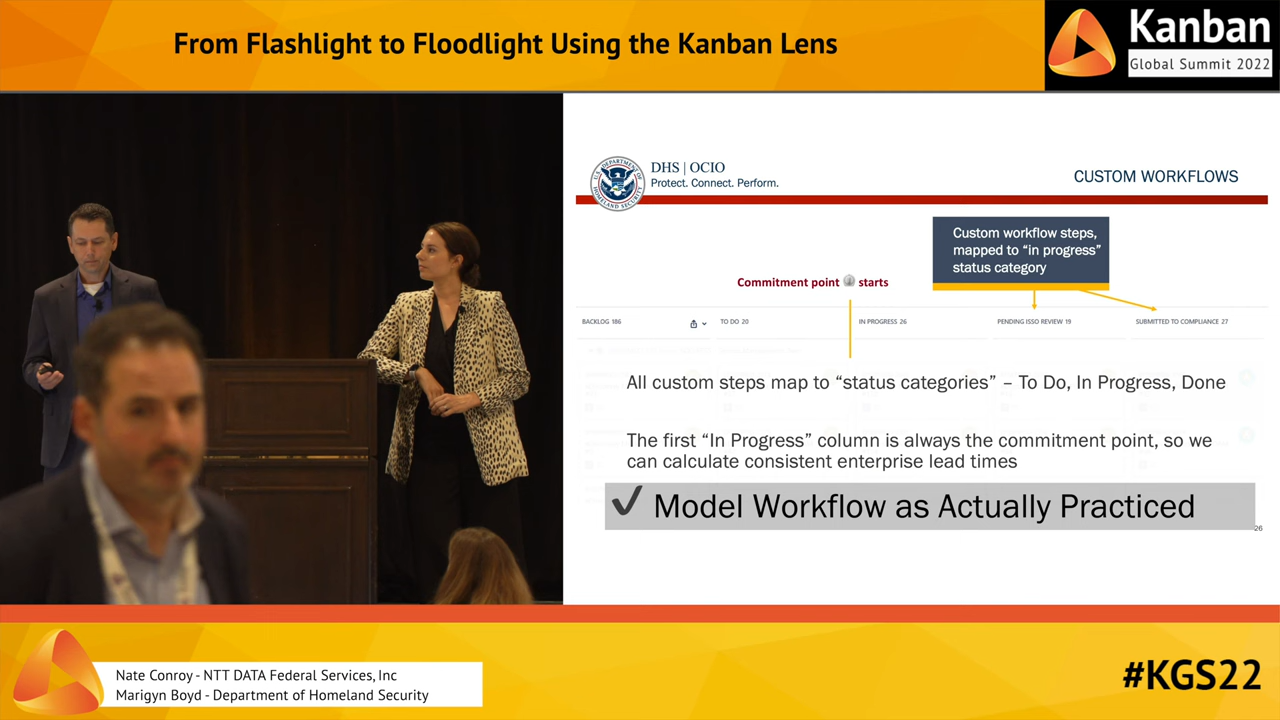 From Flashlight to Floodlight Using the Kanban Lens
Kanban
Global Summit 2022
U.S. DEPARTMENT OF HOMELAND SECURITY
DHS | OCIO
Protect. Connect. Perform.
CUSTOM WORKFLOWS
Custom workflow steps,
mapped to “in progress”
status category
Commitment point starts
BACKLOG 186
TO DO 20
IN PROGRESS 26
PENDING ISSO REVIEW 19
SUBMITTED TO COMPLIANCE 27
All custom steps map to “status categories” – To Do, In Progress, Done
The first “In Progress” column is always the commitment point, so we
can calculate consistent enterprise lead times
✓ Model Workflow as Actually Practiced
26
Nate Conroy - NTT DATA Federal Services, Inc
Marigyn Boyd - Department of Homeland Security
#KGS22